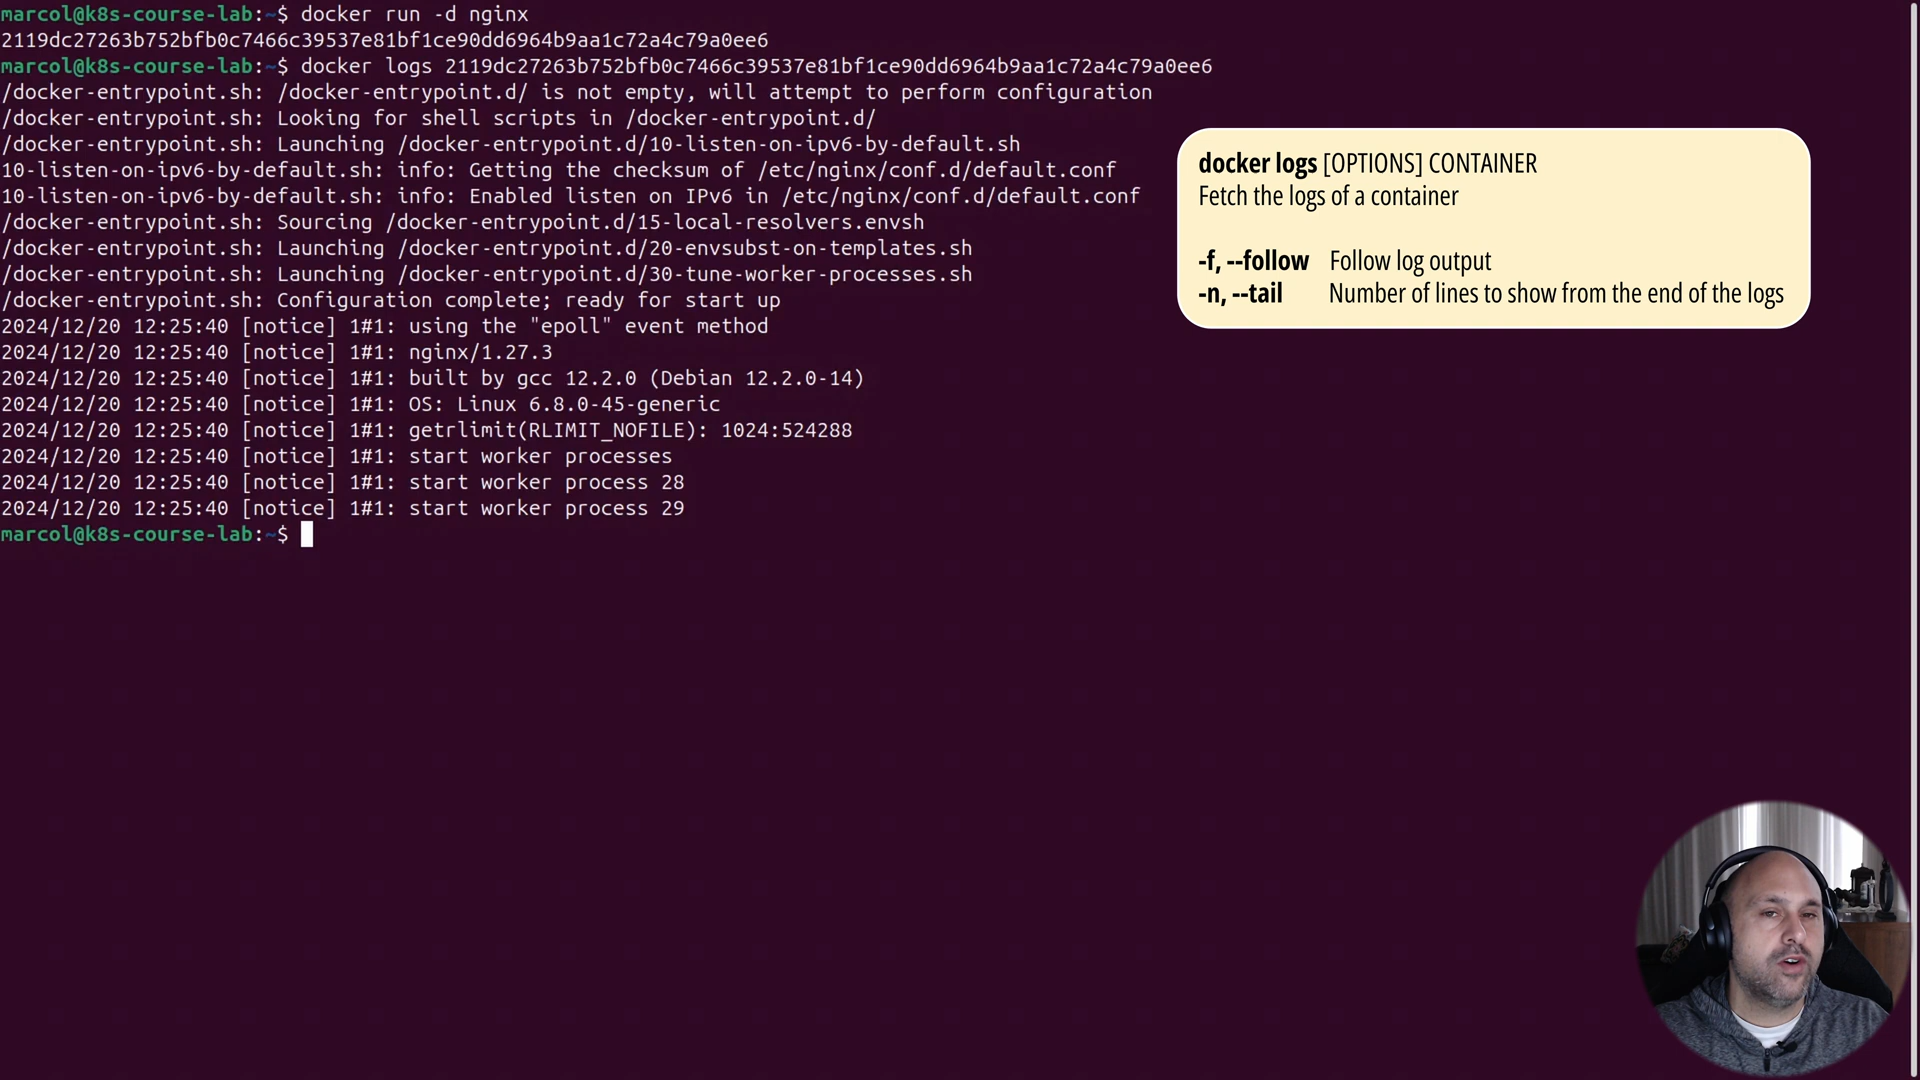 marcol@k8s-course-lab:~$ docker run -d nginx
2119dc27263b752bfb0c7466c39537e81bf1ce90dd6964b9aa1c72a4c79a0ee6
marcol@k8s-course-lab:~$ docker logs 2119dc27263b752bfb0c7466c39537e81bf1ce90dd6964b9aa1c72a4c79a0ee6
/docker-entrypoint.sh: /docker-entrypoint.d/ is not empty, will attempt to perform configuration
/docker-entrypoint.sh: Looking for shell scripts in /docker-entrypoint.d/
/docker-entrypoint.sh: Launching /docker-entrypoint.d/10-listen-on-ipv6-by-default.sh
10-listen-on-ipv6-by-default.sh: info: Getting the checksum of /etc/nginx/conf.d/default.conf
10-listen-on-ipv6-by-default.sh: info: Enabled listen on IPv6 in /etc/nginx/conf.d/default.conf
/docker-entrypoint.sh: Sourcing /docker-entrypoint.d/15-local-resolvers.envsh
/docker-entrypoint.sh: Launching /docker-entrypoint.d/20-envsubst-on-templates.sh
/docker-entrypoint.sh: Launching /docker-entrypoint.d/30-tune-worker-processes.sh
/docker-entrypoint.sh: Configuration complete; ready for start up
2024/12/20 12:25:40 [notice] 1#1: using the "epoll" event method
2024/12/20 12:25:40 [notice] 1#1: nginx/1.27.3
2024/12/20 12:25:40 [notice] 1#1: built by gcc 12.2.0 (Debian 12.2.0-14)
2024/12/20 12:25:40 [notice] 1#1: OS: Linux 6.8.0-45-generic
2024/12/20 12:25:40 [notice] 1#1: getrlimit(RLIMIT_NOFILE): 1024:524288
2024/12/20 12:25:40 [notice] 1#1: start worker processes
2024/12/20 12:25:40 [notice] 1#1: start worker process 28
2024/12/20 12:25:40 [notice] 1#1: start worker process 29
marcol@k8s-course-lab:~$
docker logs [OPTIONS] CONTAINER
Fetch the logs of a container
-f, --follow Follow log output
-n, --tail Number of lines to show from the end of the logs